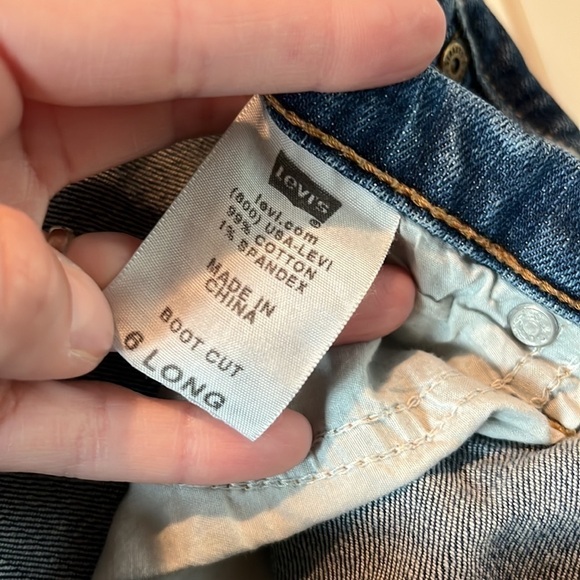 Levi's ®
levi.com
(800) USA-LEVI
99% COTTON
1% SPANDEX
MADE IN
CHINA
BOOT CUT
6 LONG